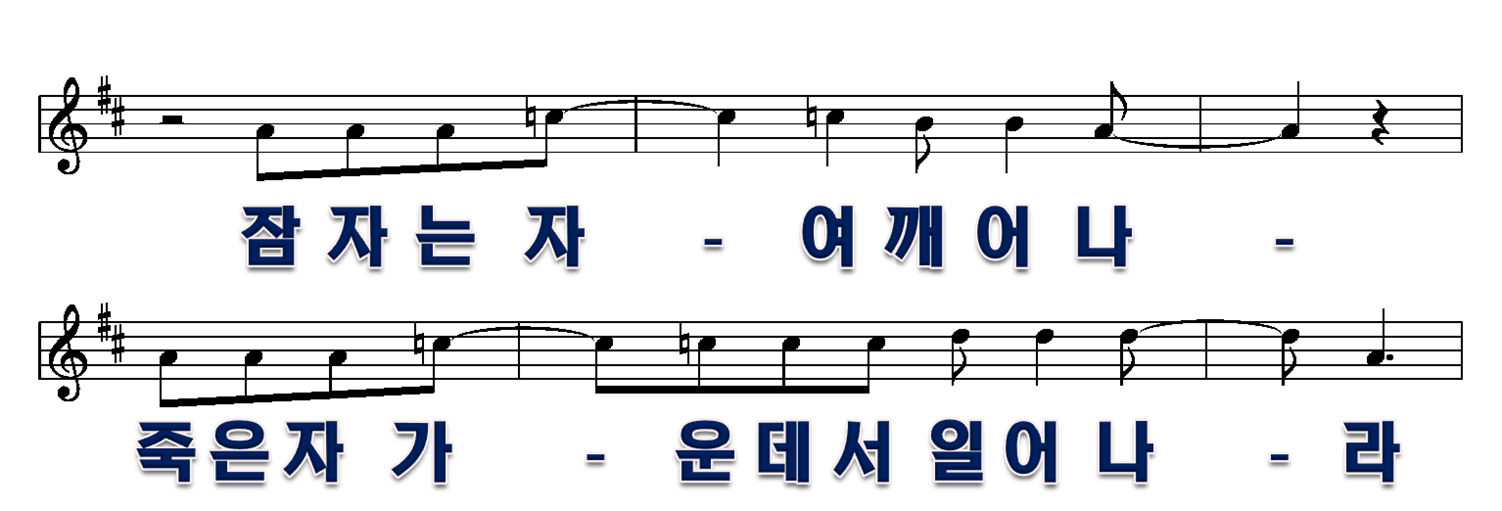 잠 자 는 자 - 여 깨 어 나 -
죽은자 가 - 운 데 서 일어 나 - 라